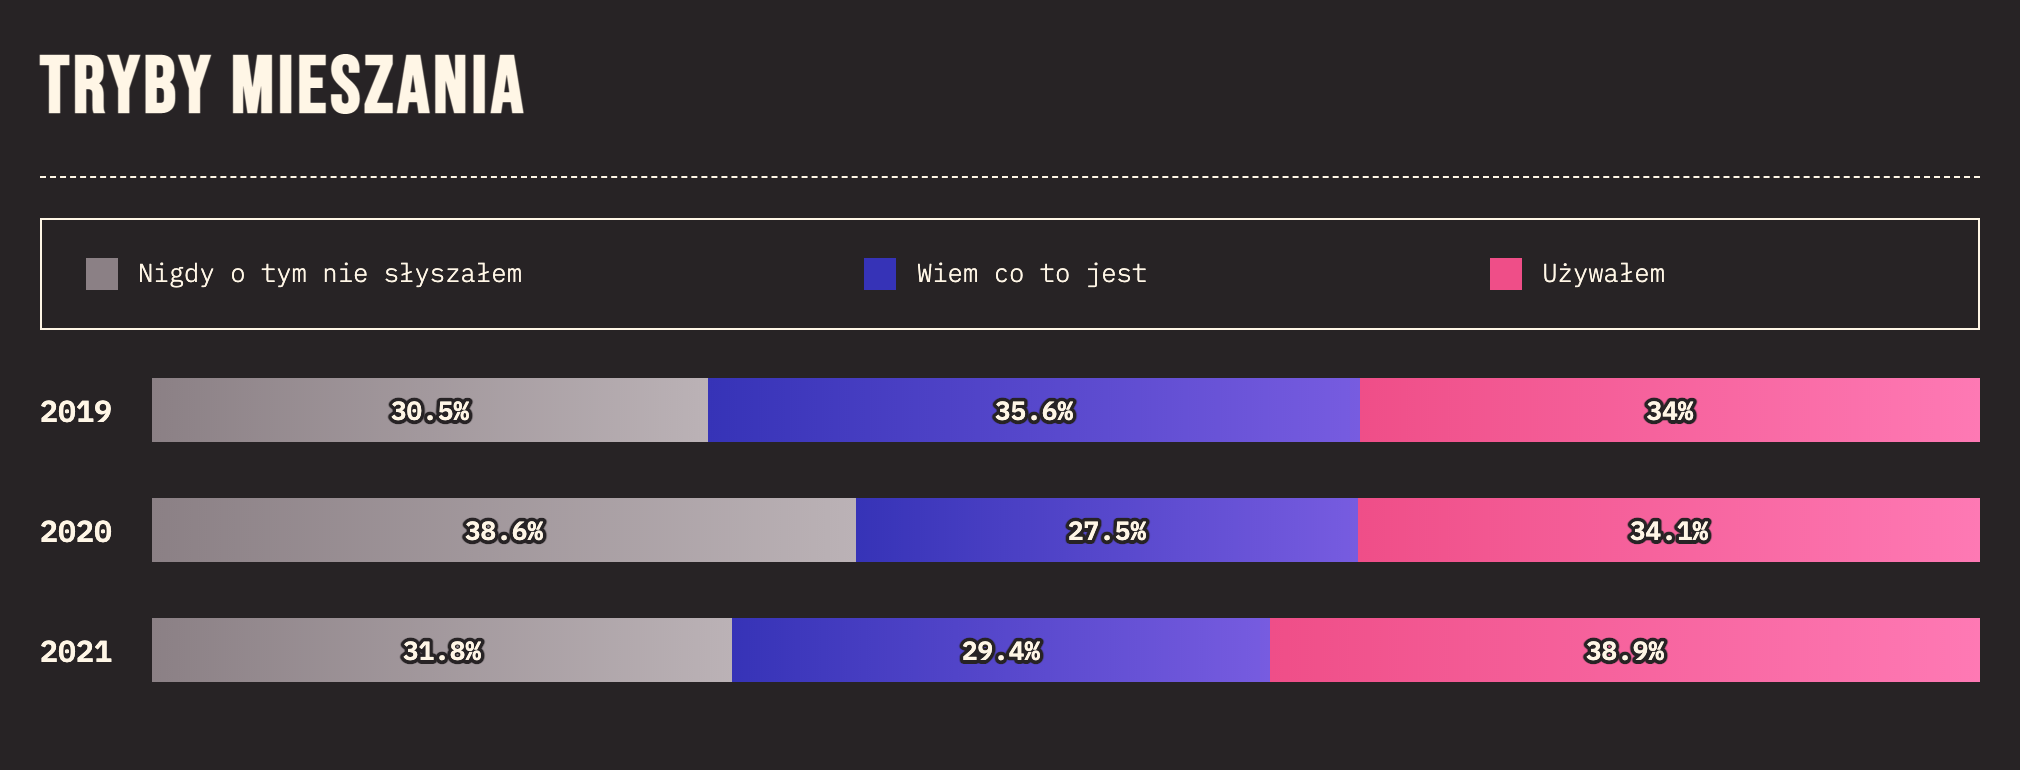 TRYBY MIESZANIA
Nigdy o tym nie słyszałem Wiem co to jest Używałem
2019 30.5% 35.6% 34%
2020 38.6% 27.5% 34.1%
2021 31.8% 29.4% 38.9%